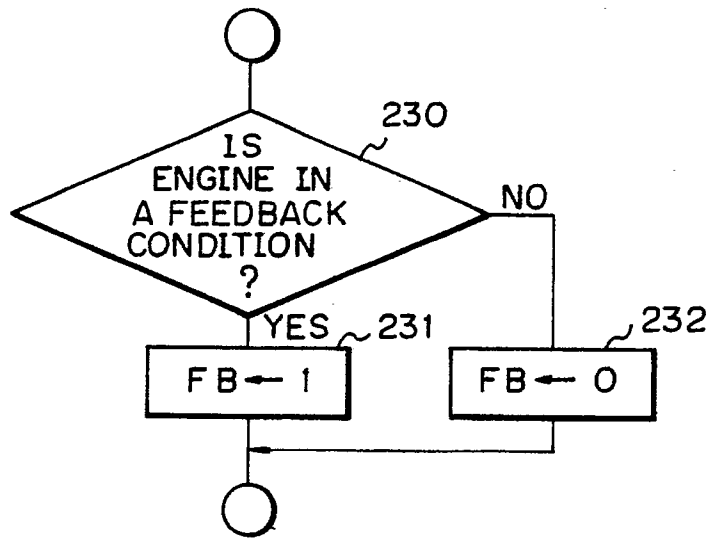 230
IS
ENGINE IN
A FEEDBACK
CONDITION
?
NO
YES
231
232
FB ← 1
FB ← 0